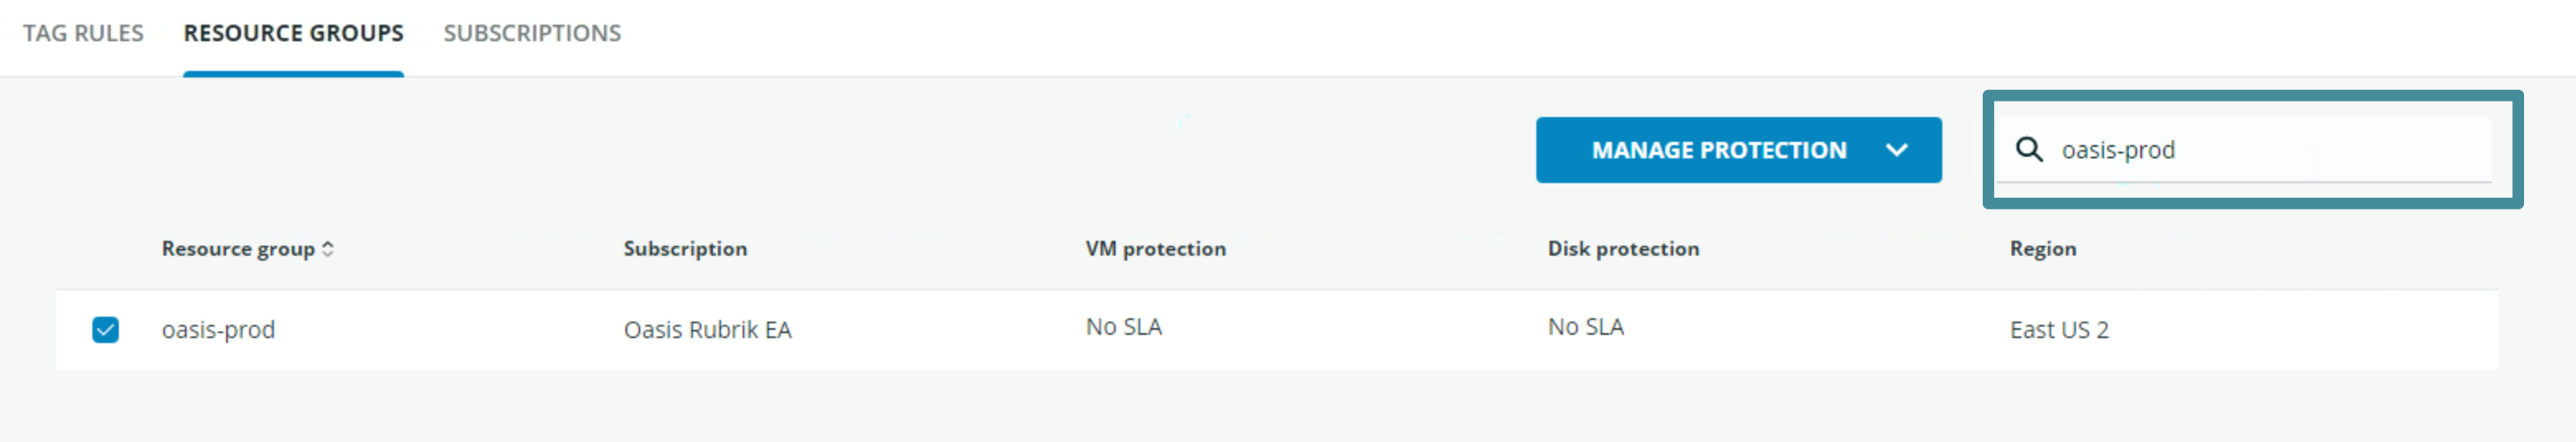 TAG RULES RESOURCE GROUPS SUBSCRIPTIONS
MANAGE PROTECTION oasis-prod
Resource group Subscription VM protection Disk protection Region
oasis-prod Oasis Rubrik EA No SLA No SLA East US 2